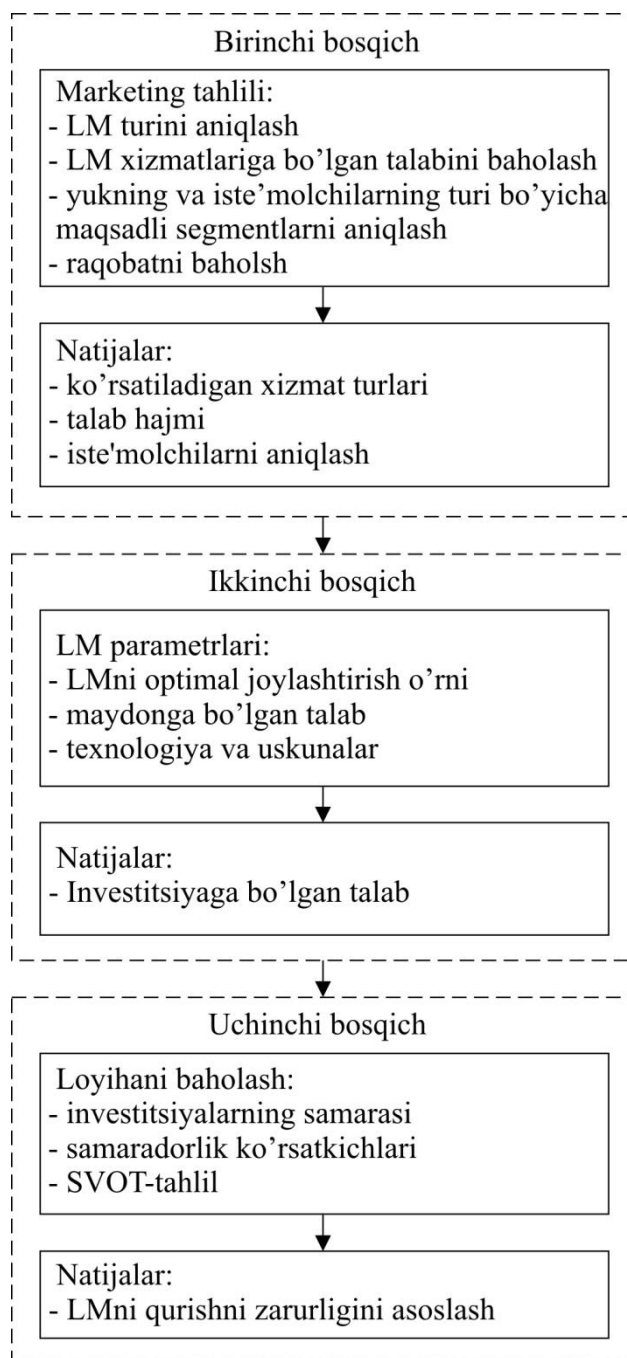 Birinchi bosqich
Marketing tahlili:
- LM turini aniqlash
- LM xizmatlariga bo’lgan talabini baholash
- yukning va iste’molchilarning turi bo’yicha
maqsadli segmentlarni aniqlash
- raqobatni baholsh
Natijalar:
- ko’rsatiladigan xizmat turlari
- talab hajmi
- iste'molchilarni aniqlash
Ikkinchi bosqich
LM parametrlari:
- LMni optimal joylashtirish o’rni
- maydonga bo’lgan talab
- texnologiya va uskunalar
Natijalar:
- Investitsiyaga bo’lgan talab
Uchinchi bosqich
Loyihani baholash:
- investitsiyalarning samarasi
- samaradorlik ko’rsatkichlari
- SVOT-tahlil
Natijalar:
- LMni qurishni zarurligini asoslash